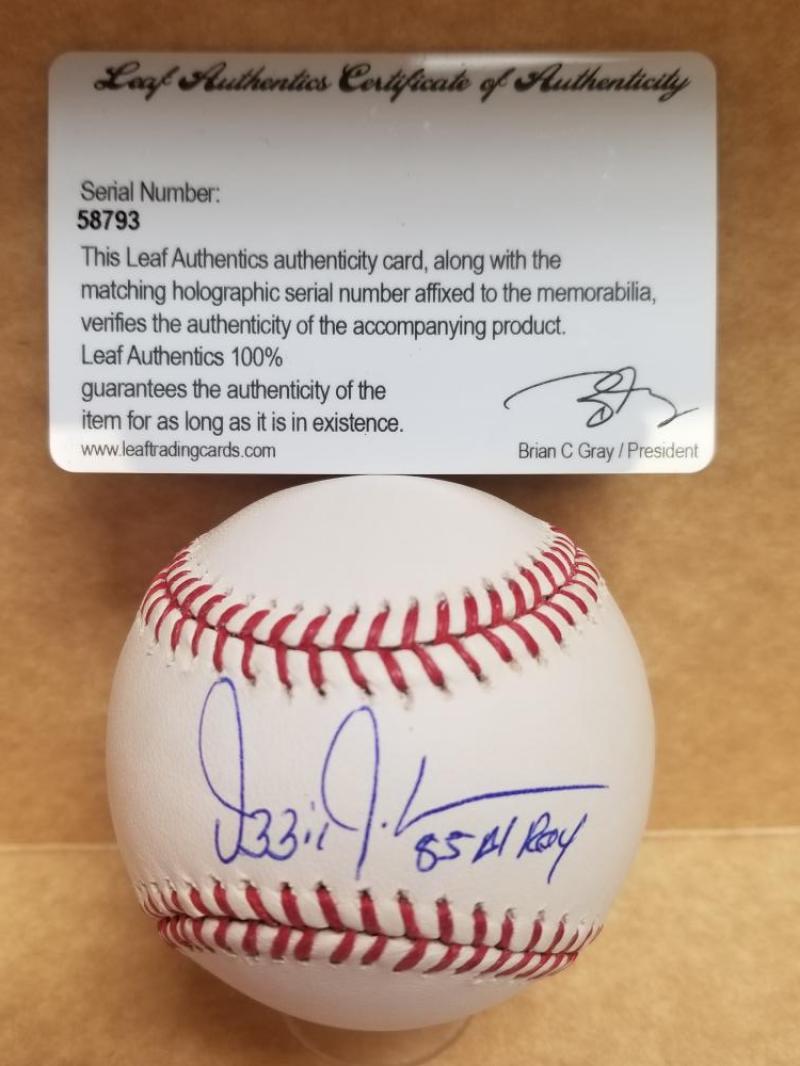 Leaf Authentics Certificate of Authenticity
Serial Number:
58793
This Leaf Authentics authenticity card, along with the
matching holographic serial number affixed to the memorabilia,
verifies the authenticity of the accompanying product.
Leaf Authentics 100%
guarantees the authenticity of the
item for as long as it is in existence.
www.leaftradingcards.com
Brian C Gray / President
Ozzie
85 Al Roy